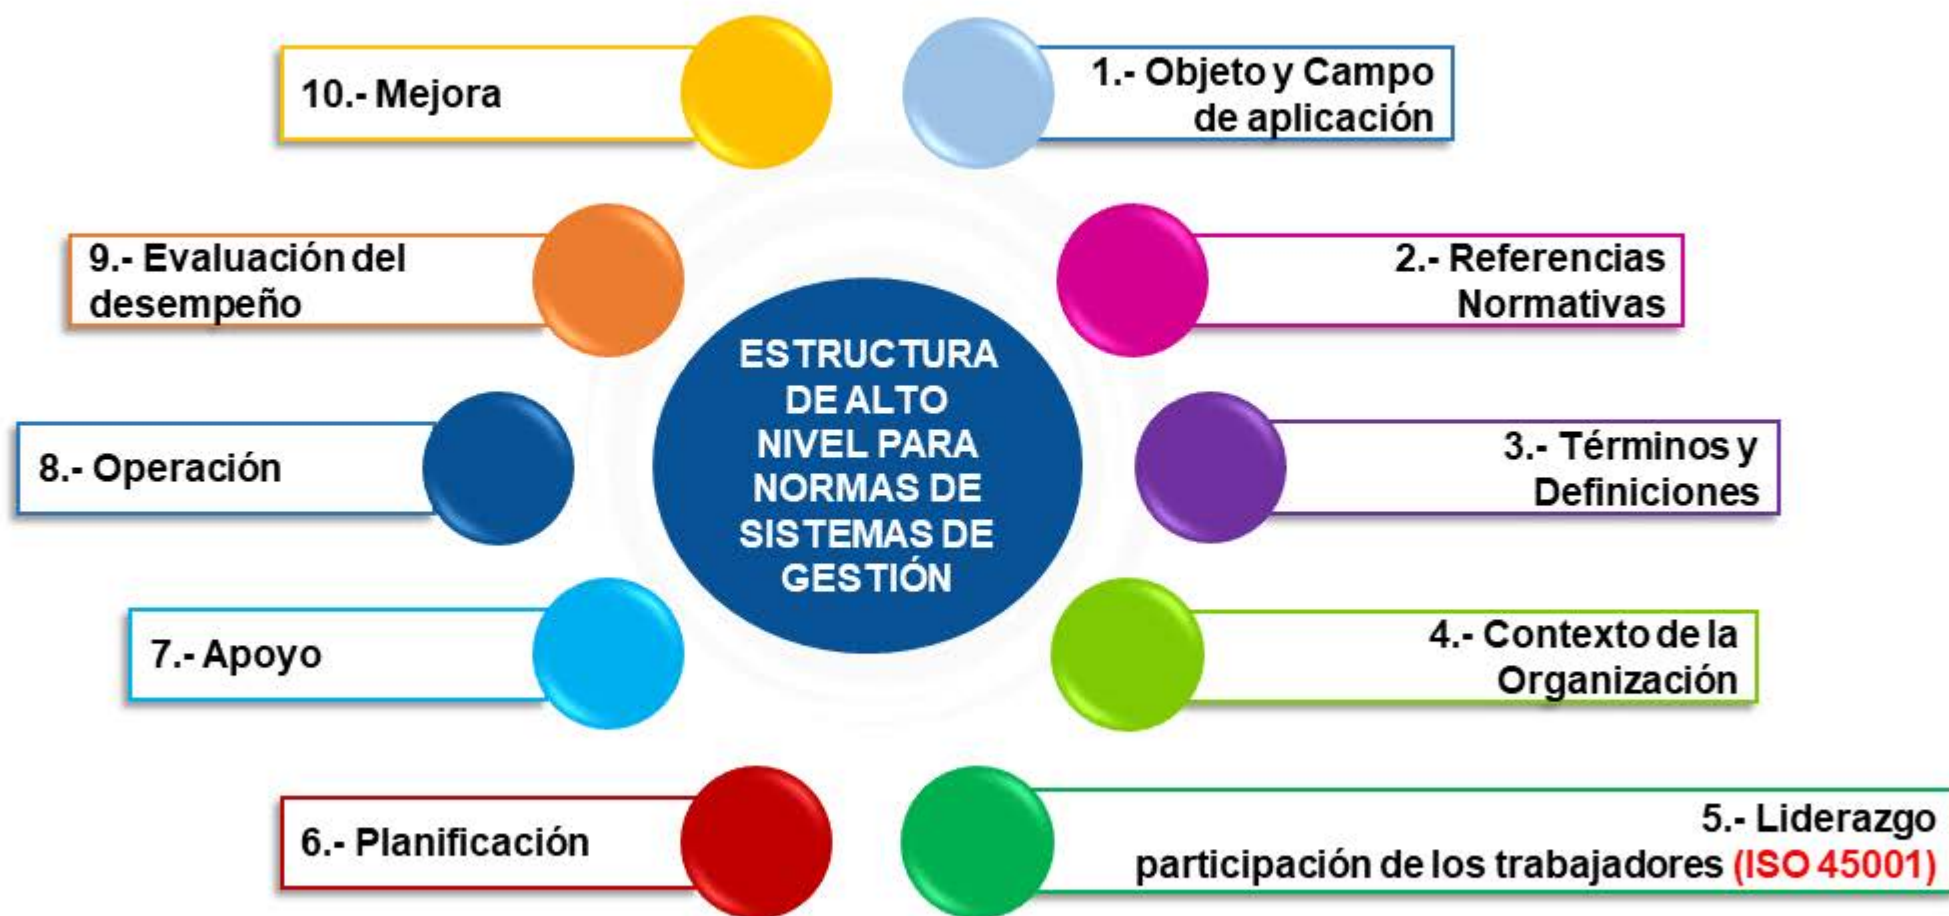 ESTRUCTURA
DE ALTO
NIVEL PARA
NORMAS DE
SISTEMAS DE
GESTIÓN
1.- Objeto y Campo
de aplicación
2.- Referencias
Normativas
3.- Términos y
Definiciones
4.- Contexto de la
Organización
5.- Liderazgo
participación de los trabajadores (ISO 45001)
6.- Planificación
7.- Apoyo
8.- Operación
9.- Evaluación del
desempeño
10.- Mejora